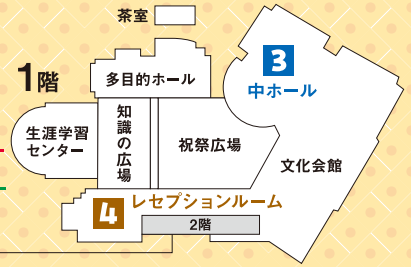 茶室
1階
3
中ホール
多目的ホール
生涯学習
センター
知識の広場
祝祭広場
文化会館
4
レセプションルーム
2階